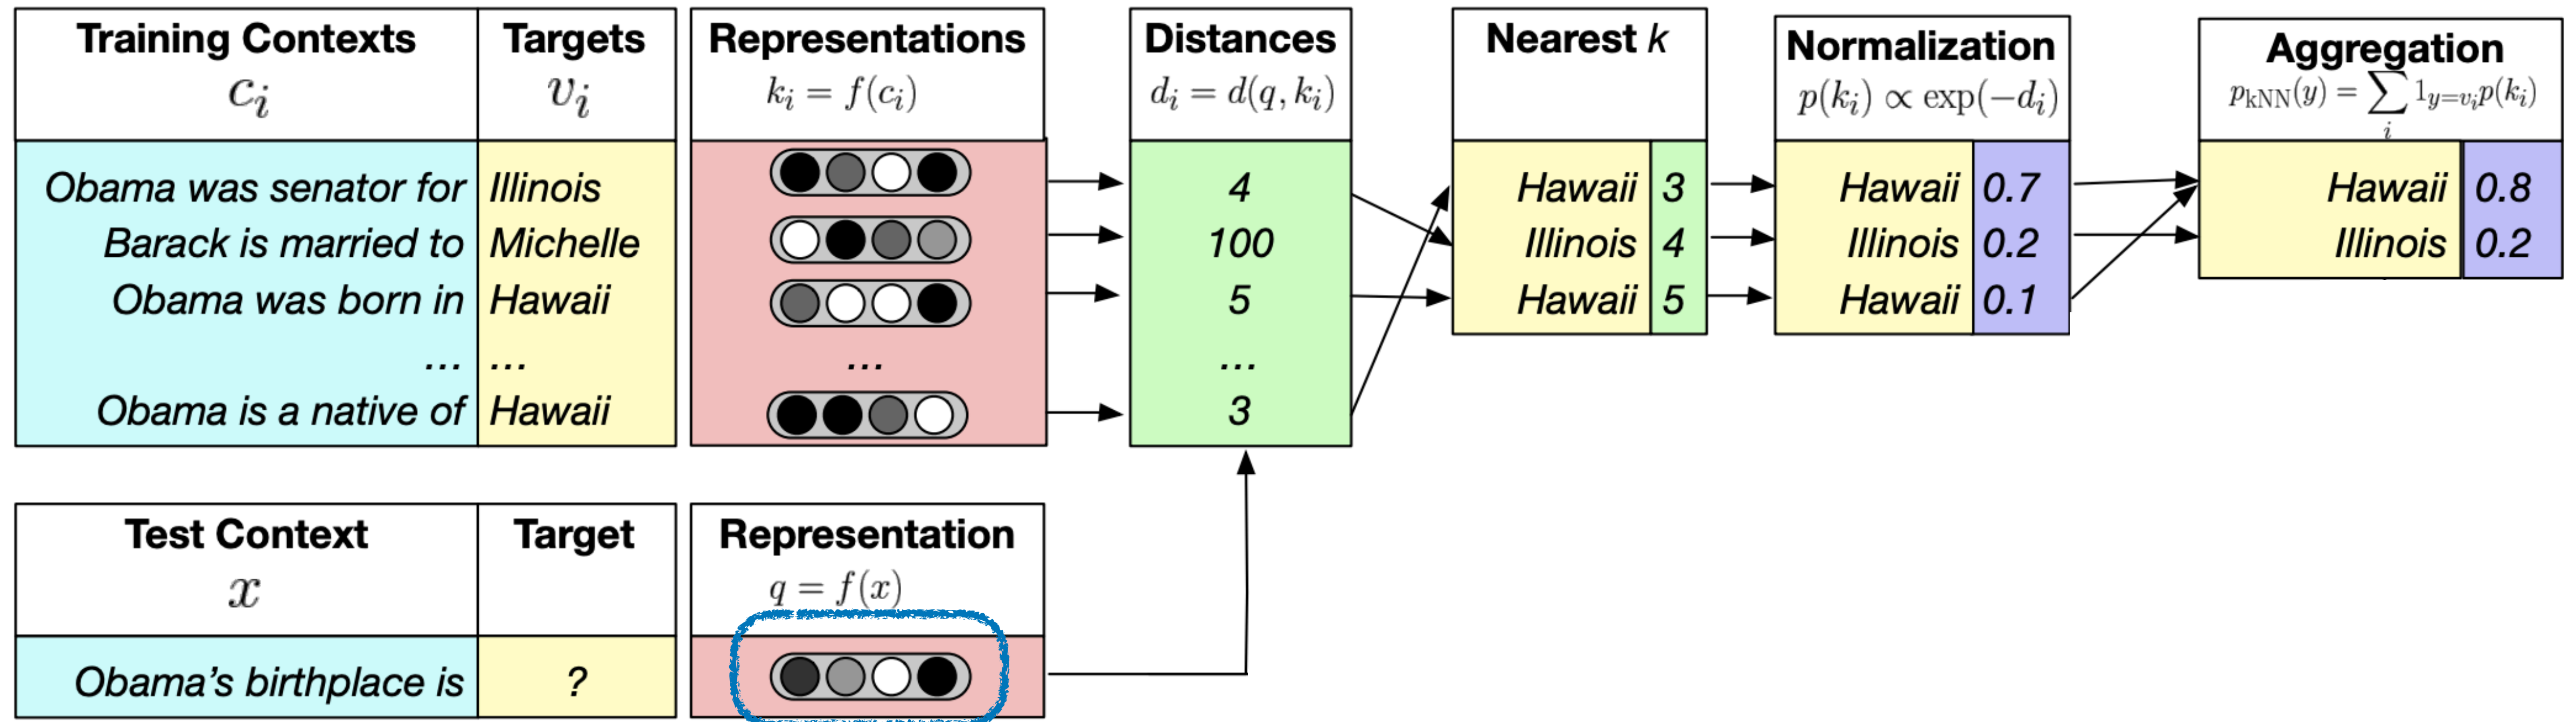 Training Contexts
c_i
Targets
v_i
Obama was senator for Illinois
Barack is married to Michelle
Obama was born in Hawaii
... ...
Obama is a native of Hawaii
Representations
k_i = f(c_i)
...
Distances
d_i = d(q, k_i)
4
100
5
...
3
Nearest k
Hawaii 3
Illinois 4
Hawaii 5
Normalization
p(k_i) ∝ exp(−d_i)
Hawaii 0.7
Illinois 0.2
Hawaii 0.1
Aggregation
p_kNN(y) = ∑_i 1_{y=v_i} p(k_i)
Hawaii 0.8
Illinois 0.2
Test Context
x
Target
Obama's birthplace is ?
Representation
q = f(x)